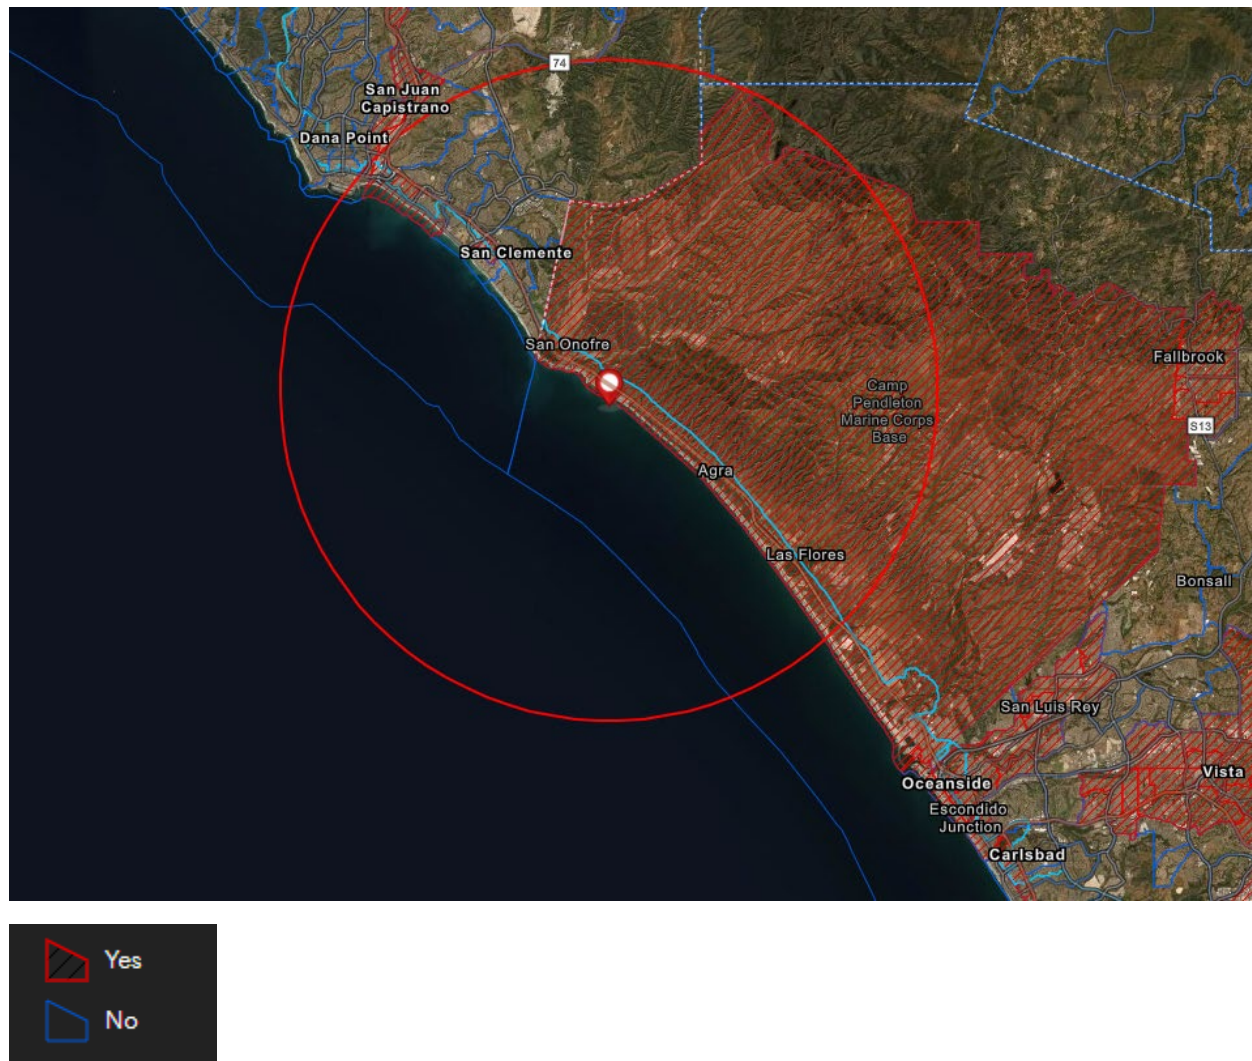 74
San Juan
Capistrano
Dana Point
San Clemente
San Onofre
Fallbrook
Camp
Pendleton
Marine Corps
Base
S13
Agra
Las Flores
Bonsall
San Luis Rey
Vista
Oceanside
Escondido
Junction
Carlsbad
Yes
No